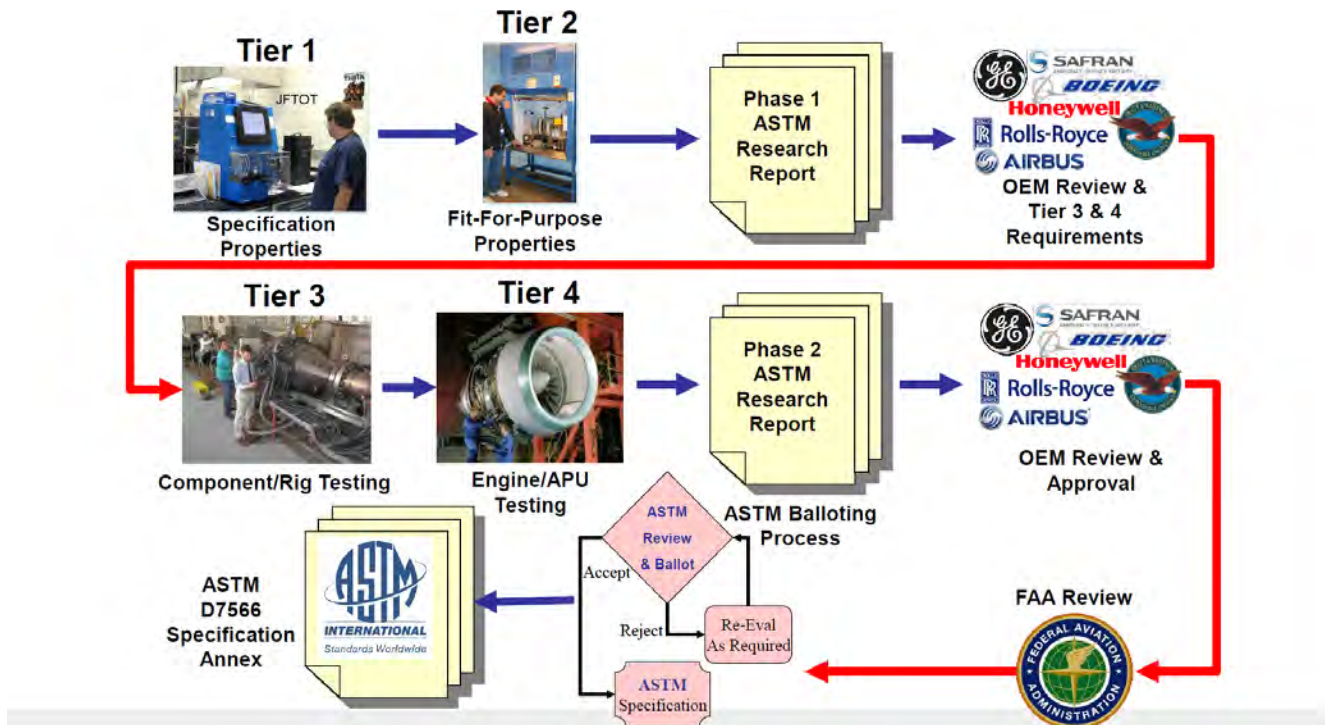 Tier 1
JFTOT
Specification
Properties
Tier 2
Fit-For-Purpose
Properties
Phase 1
ASTM
Research
Report
GE
SAFRAN
BOEING
Honeywell
Rolls-Royce
AIRBUS
OEM Review &
Tier 3 & 4
Requirements
Tier 3
Component/Rig Testing
Tier 4
Engine/APU
Testing
Phase 2
ASTM
Research
Report
GE
SAFRAN
BOEING
Honeywell
Rolls-Royce
AIRBUS
OEM Review &
Approval
FAA Review
FEDERAL AVIATION
ADMINISTRATION
ASTM Balloting
Process
ASTM
Review
& Ballot
Accept
Reject
Re-Eval
As Required
ASTM
Specification
ASTM
INTERNATIONAL
Standards Worldwide
ASTM
D7566
Specification
Annex